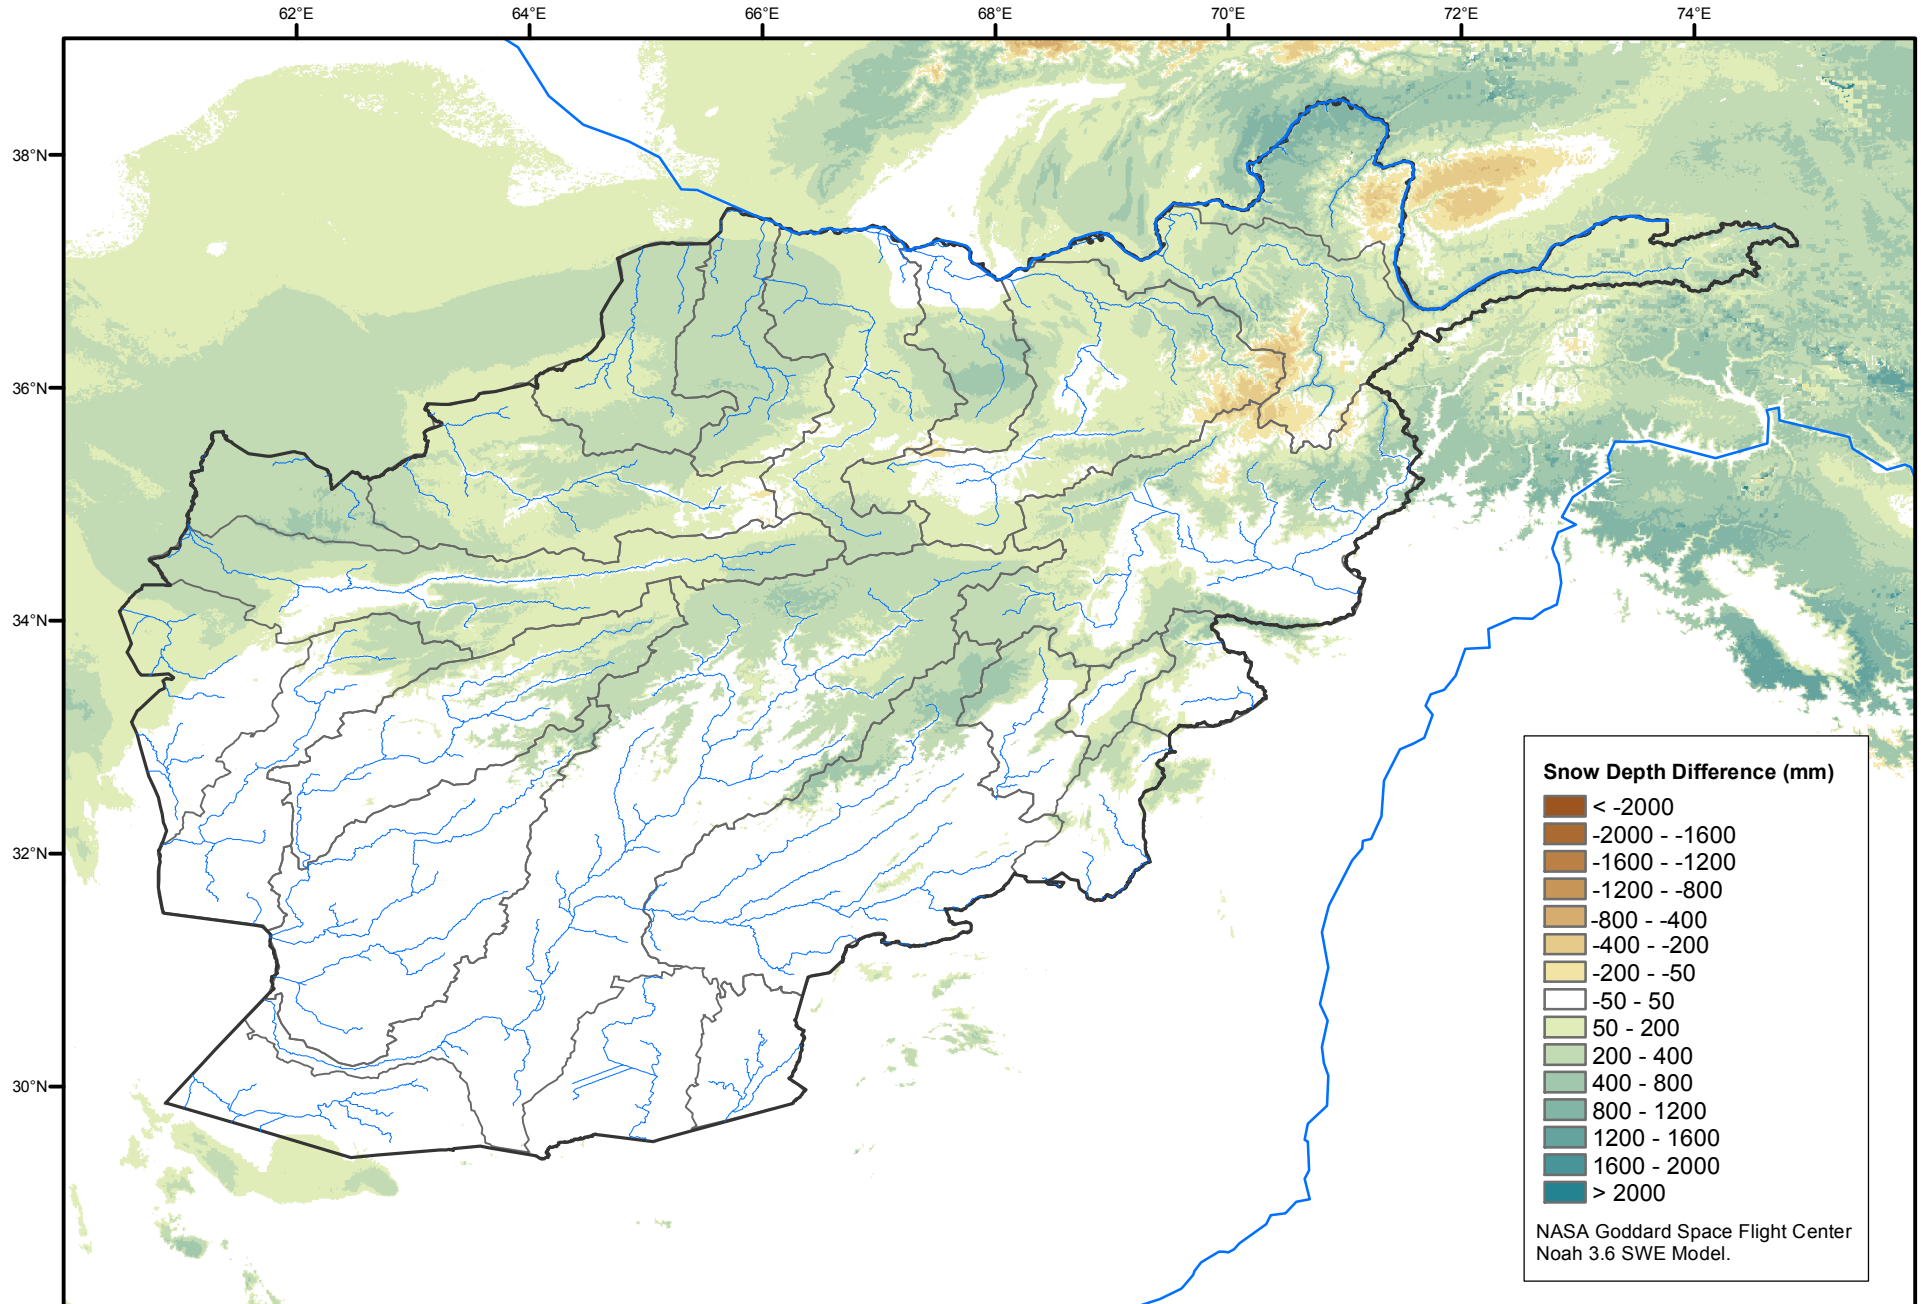 62°E 64°E 66°E 68°E 70°E 72°E 74°E
38°N
36°N
34°N
32°N
30°N
Snow Depth Difference (mm)
< -2000
-2000 - -1600
-1600 - -1200
-1200 - -800
-800 - -400
-400 - -200
-200 - -50
-50 - 50
50 - 200
200 - 400
400 - 800
800 - 1200
1200 - 1600
1600 - 2000
> 2000
NASA Goddard Space Flight Center
Noah 3.6 SWE Model.